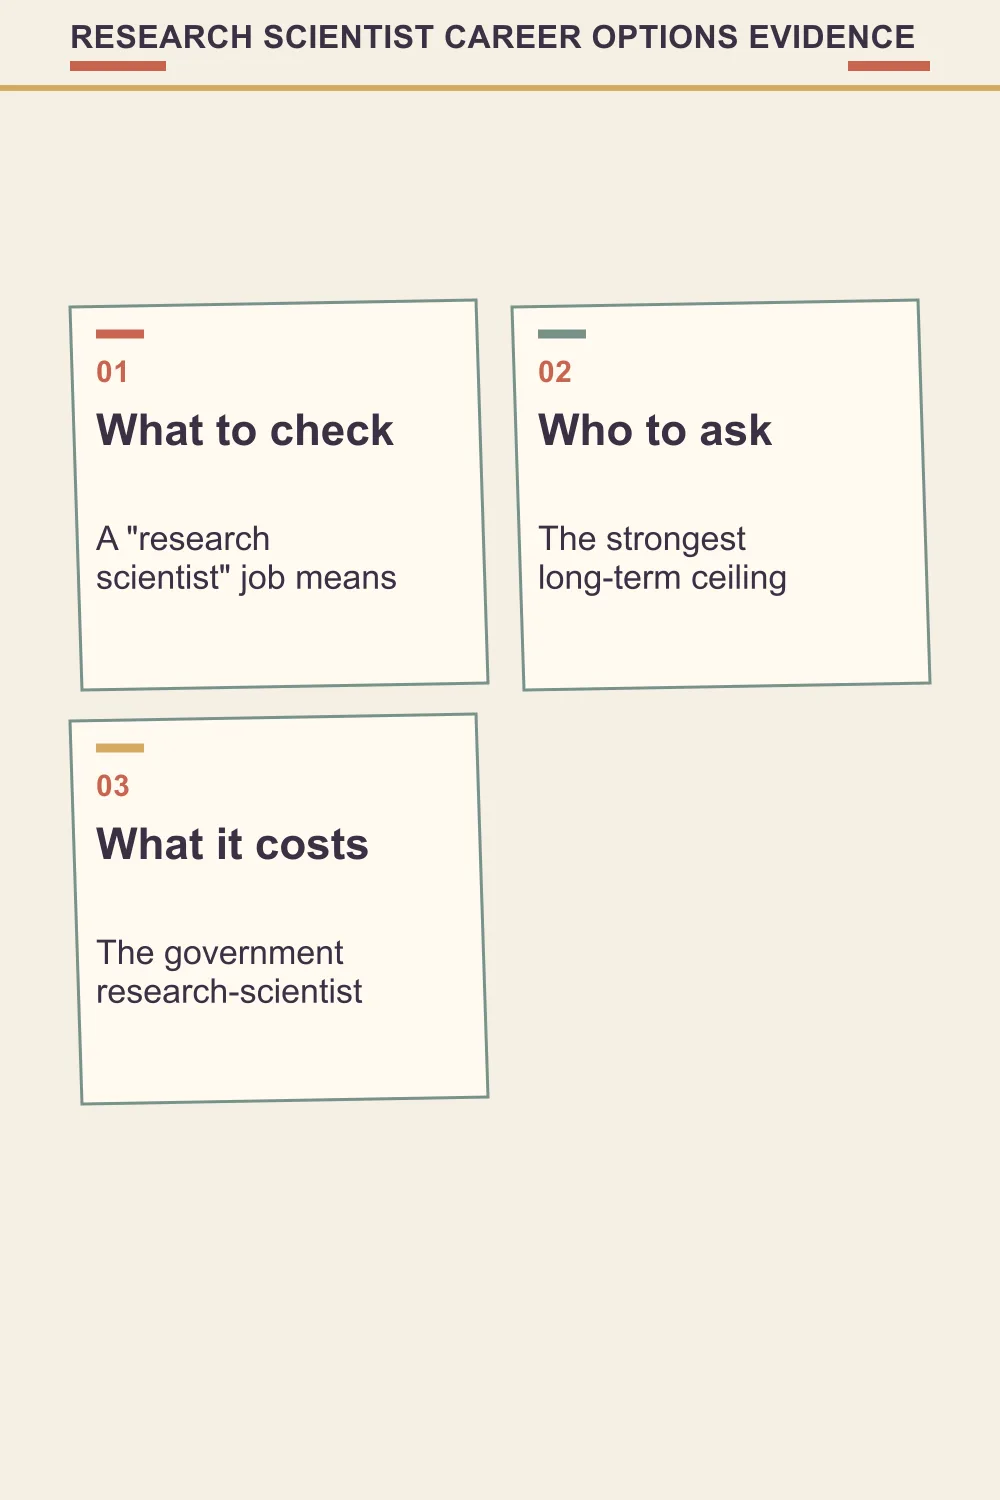 RESEARCH SCIENTIST CAREER OPTIONS EVIDENCE
01
What to check
A "research
scientist" job means
02
Who to ask
The strongest
long-term ceiling
03
What it costs
The government
research-scientist